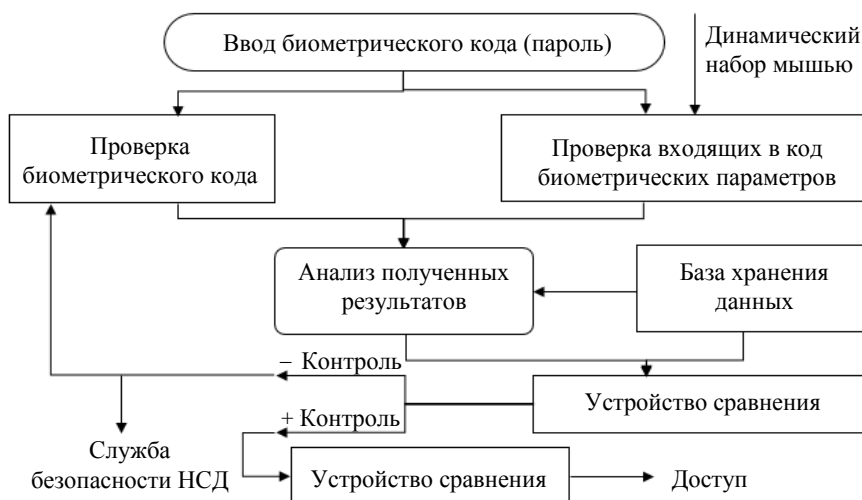 Ввод биометрического кода (пароль)
Динамический
набор мышью
Проверка
биометрического кода
Проверка входящих в код
биометрических параметров
Анализ полученных
результатов
База хранения
данных
– Контроль
+ Контроль
Устройство сравнения
Служба
безопасности НСД
Устройство сравнения
Доступ